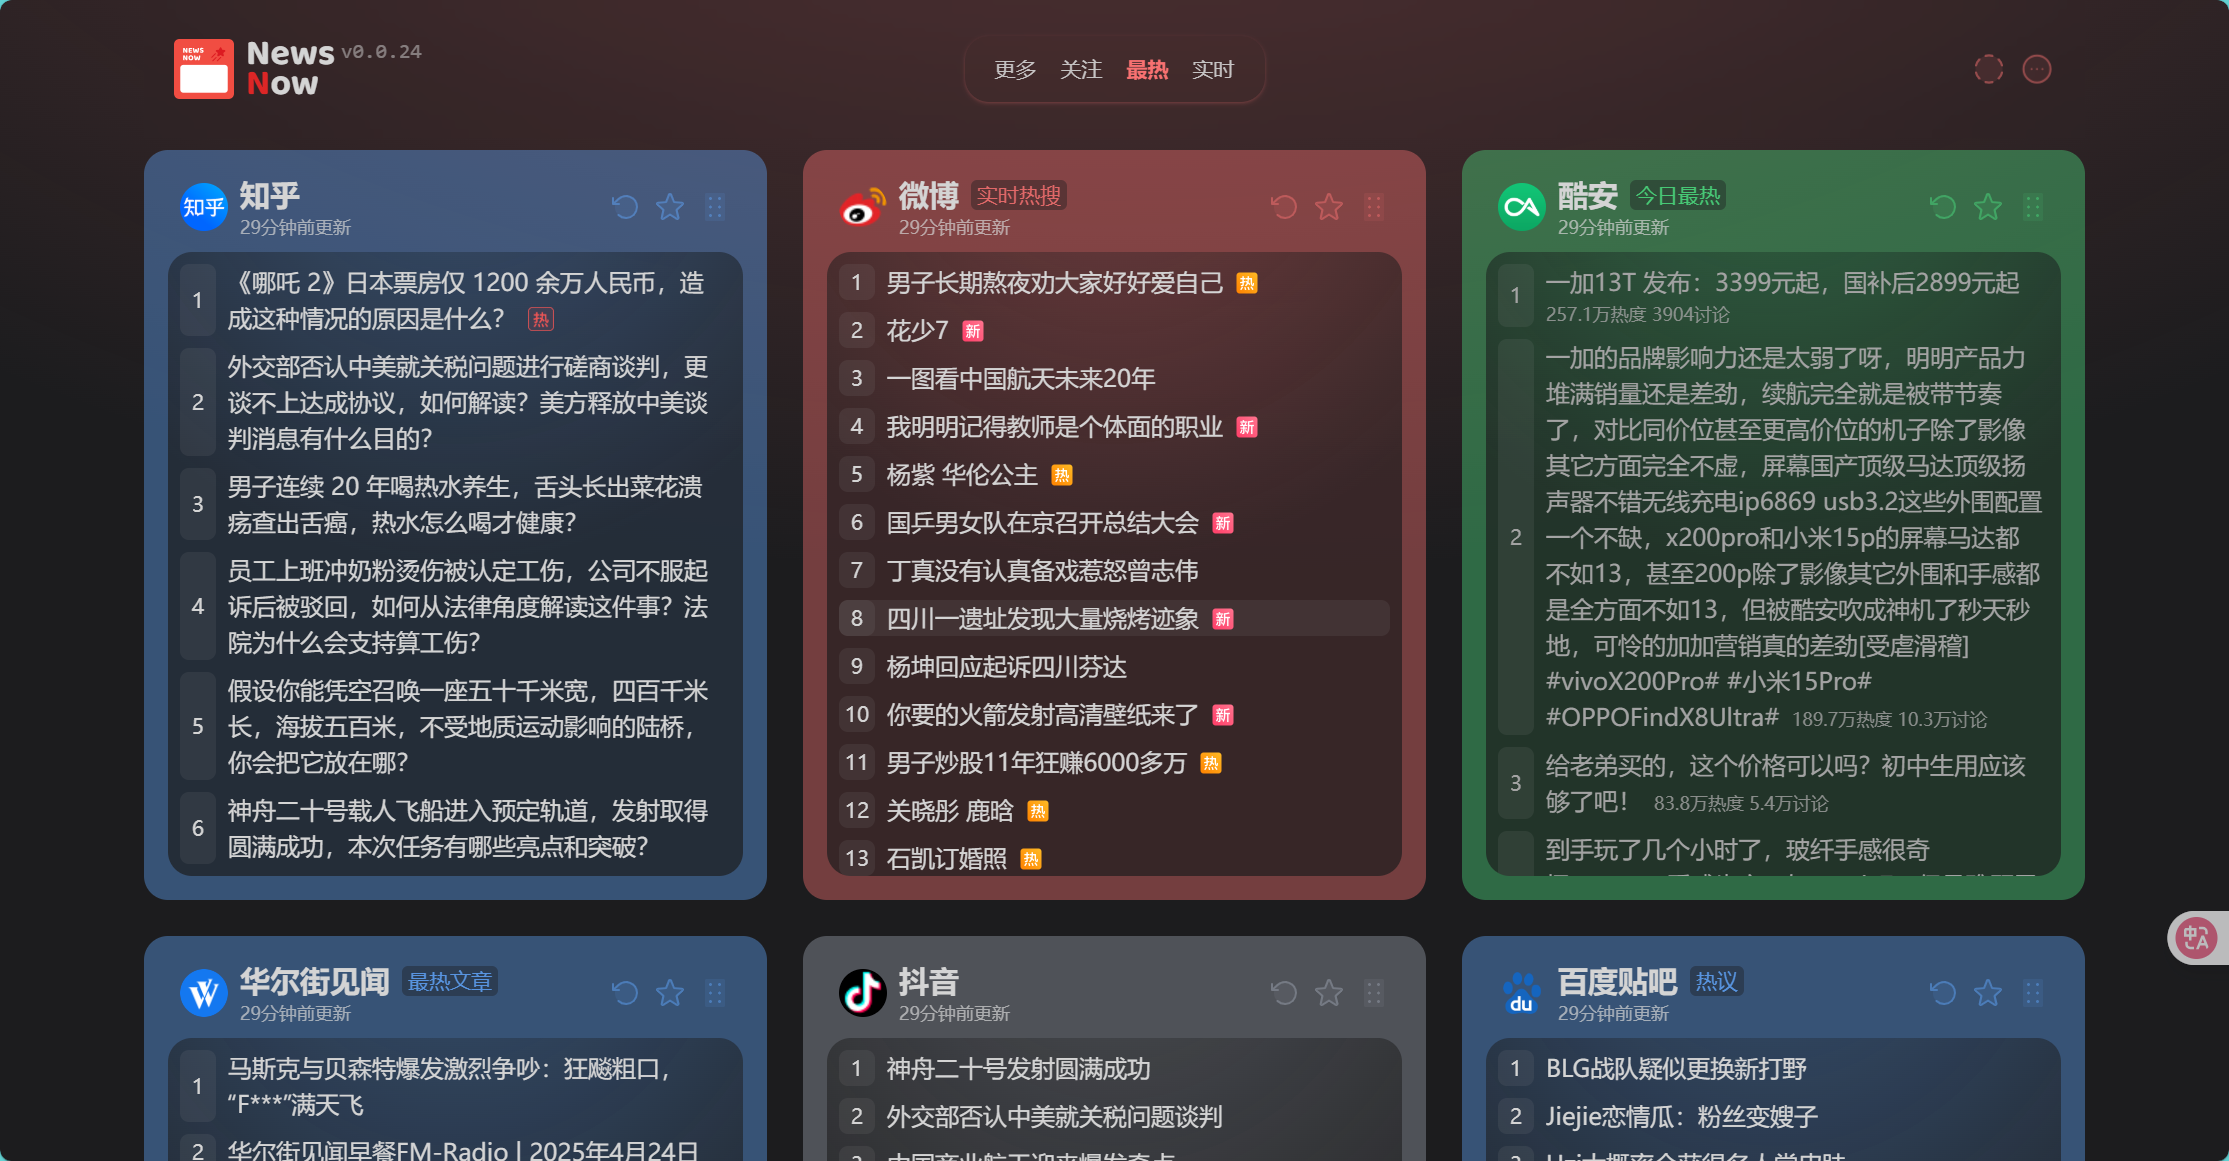 NEWS
NOW
News
Now
v0.0.24
更多 关注 最热 实时
知乎
知乎
29分钟前更新
1
《哪吒 2》日本票房仅 1200 余万人民币，造
成这种情况的原因是什么？ 热
2
外交部否认中美就关税问题进行磋商谈判，更
谈不上达成协议，如何解读？美方释放中美谈
判消息有什么目的？
3
男子连续 20 年喝热水养生，舌头长出菜花溃
疡查出舌癌，热水怎么喝才健康？
4
员工上班冲奶粉烫伤被认定工伤，公司不服起
诉后被驳回，如何从法律角度解读这件事？法
院为什么会支持算工伤？
5
假设你能凭空召唤一座五十千米宽，四百千米
长，海拔五百米，不受地质运动影响的陆桥，
你会把它放在哪？
6
神舟二十号载人飞船进入预定轨道，发射取得
圆满成功，本次任务有哪些亮点和突破？
微博 实时热搜
29分钟前更新
1 男子长期熬夜劝大家好好爱自己 热
2 花少7 新
3 一图看中国航天未来20年
4 我明明记得教师是个体面的职业 新
5 杨紫 华伦公主 热
6 国乒男女队在京召开总结大会 新
7 丁真没有认真备戏惹怒曾志伟
8 四川一遗址发现大量烧烤迹象 新
9 杨坤回应起诉四川芬达
10 你要的火箭发射高清壁纸来了 新
11 男子炒股11年狂赚6000多万 热
12 关晓彤 鹿晗 热
13 石凯订婚照 热
酷安 今日最热
29分钟前更新
1
一加13T 发布：3399元起，国补后2899元起
257.1万热度 3904讨论
2
一加的品牌影响力还是太弱了呀，明明产品力
堆满销量还是差劲，续航完全就是被带节奏
了，对比同价位甚至更高价位的机子除了影像
其它方面完全不虚，屏幕国产顶级马达顶级扬
声器不错无线充电ip6869 usb3.2这些外围配置
一个不缺，x200pro和小米15p的屏幕马达都
不如13，甚至200p除了影像其它外围和手感都
是全方面不如13，但被酷安吹成神机了秒天秒
地，可怜的加加营销真的差劲[受虐滑稽]
#vivoX200Pro# #小米15Pro#
#OPPOFindX8Ultra# 189.7万热度 10.3万讨论
3
给老弟买的，这个价格可以吗？初中生用应该
够了吧！ 83.8万热度 5.4万讨论
到手玩了几个小时了，玻纤手感很奇
中A
华尔街见闻 最热文章
29分钟前更新
1
马斯克与贝森特爆发激烈争吵：狂飚粗口，
“F***”满天飞
2 华尔街见闻早餐FM-Radio | 2025年4月24日
抖音
29分钟前更新
1 神舟二十号发射圆满成功
2 外交部否认中美就关税问题谈判
du
百度贴吧 热议
29分钟前更新
1 BLG战队疑似更换新打野
2 Jiejie恋情瓜：粉丝变嫂子